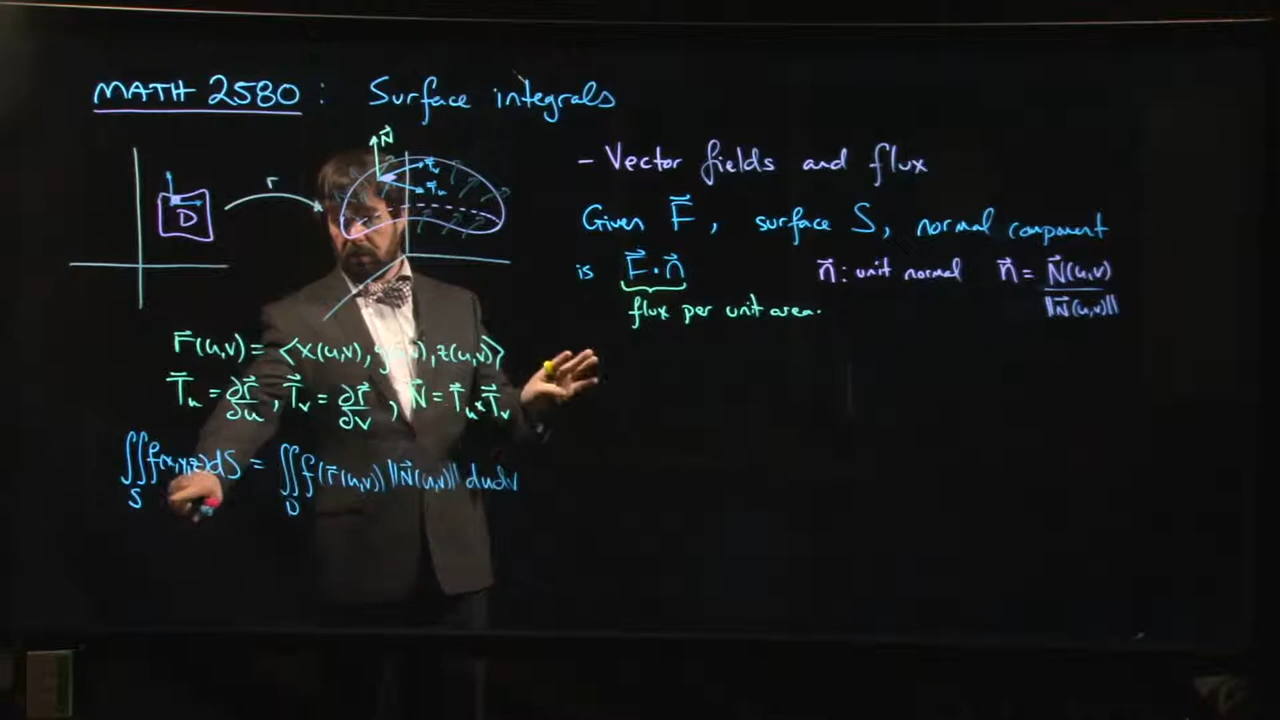 MATH 2580 : Surface integrals
N⃗
T⃗ᵥ
T⃗ᵤ
r
D
r⃗(u,v) = ⟨x(u,v), y(u,v), z(u,v)⟩
T⃗ᵤ = ∂r⃗/∂u, T⃗ᵥ = ∂r⃗/∂v, N⃗ = T⃗ᵤ × T⃗ᵥ
∬_S f(x,y,z) dS = ∬_D f(r⃗(u,v)) ||N⃗(u,v)|| du dv
- Vector fields and flux
Given F⃗, surface S, normal component
is F⃗·n⃗ n⃗: unit normal n⃗ = N⃗(u,v) / ||N⃗(u,v)||
flux per unit area.